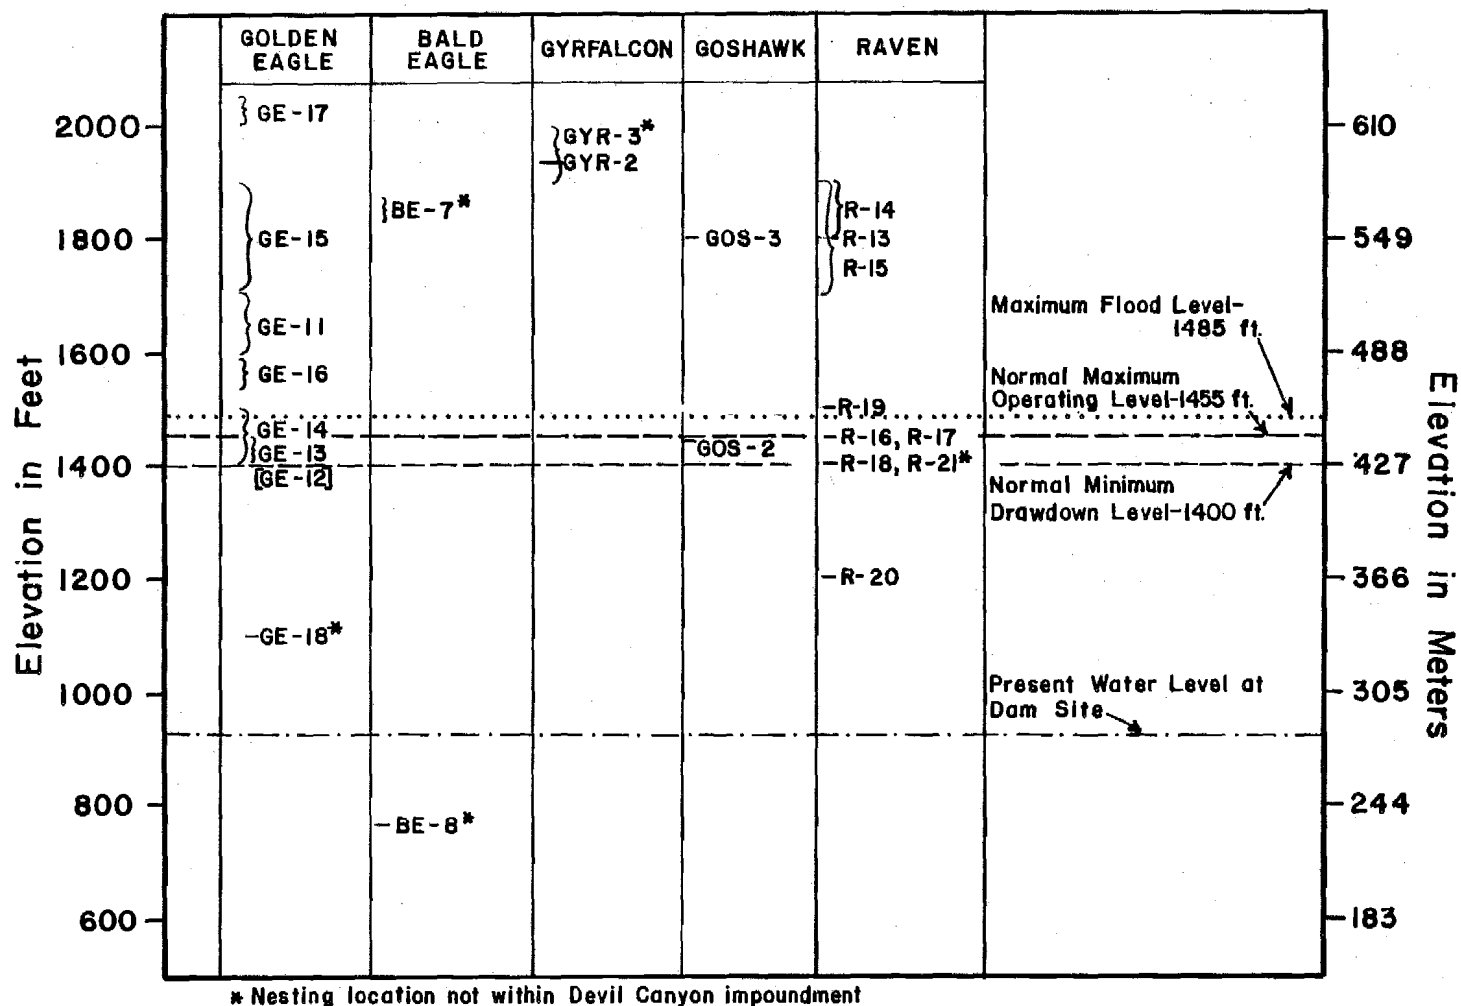 GOLDEN EAGLE
BALD EAGLE
GYRFALCON
GOSHAWK
RAVEN
Elevation in Feet
2000
1800
1600
1400
1200
1000
800
600
GE-17
GE-15
GE-11
GE-16
GE-14
GE-13
[GE-12]
GE-18*
BE-7*
BE-8*
GYR-3*
GYR-2
GOS-3
GOS-2
R-14
R-13
R-15
R-19
R-16, R-17
R-18, R-21*
R-20
Maximum Flood Level-
1485 ft.
Normal Maximum
Operating Level-1455 ft.
Normal Minimum
Drawdown Level-1400 ft.
Present Water Level at
Dam Site
610
549
488
427
366
305
244
183
Elevation in Meters
* Nesting location not within Devil Canyon impoundment